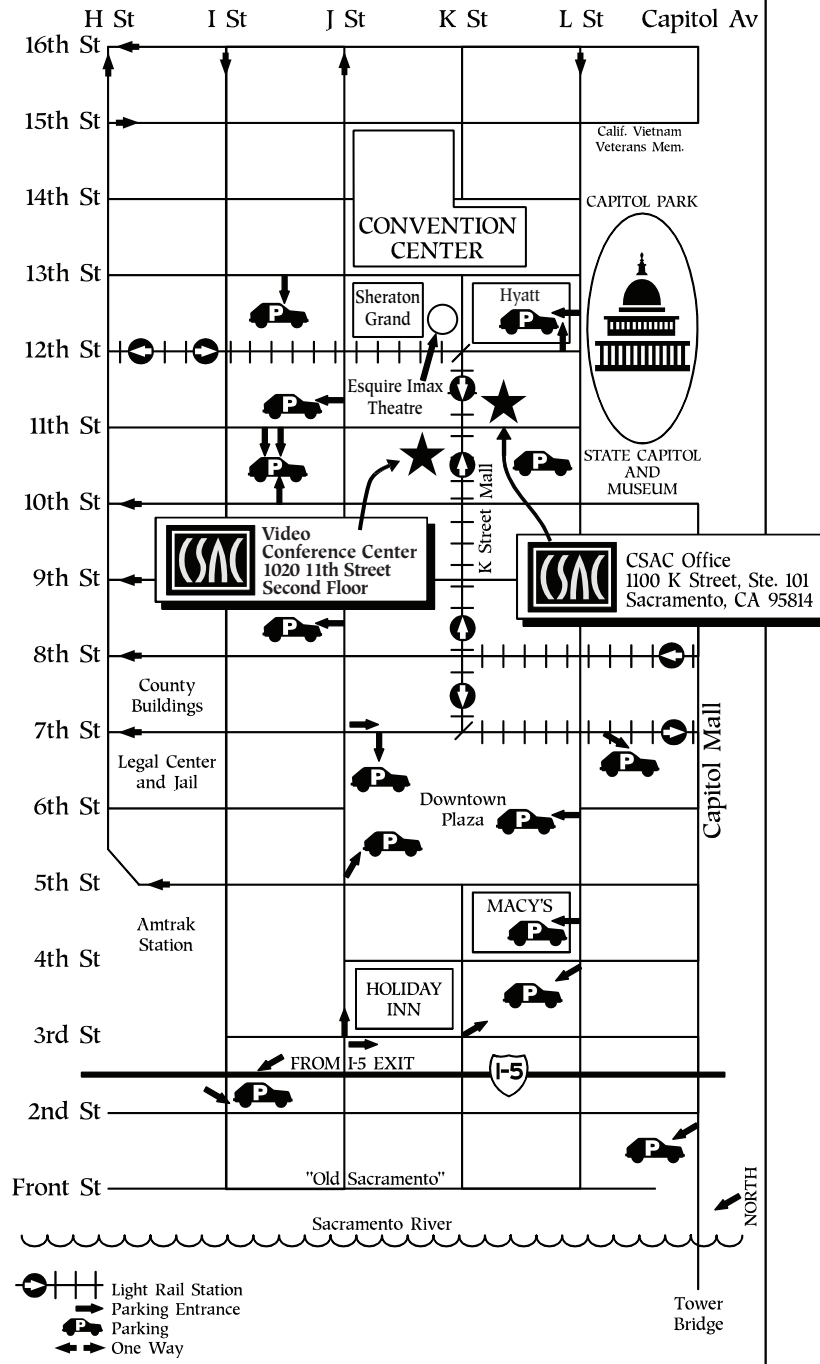 H St
I St
J St
K St
L St
Capitol Av
16th St
15th St
Calif. Vietnam
Veterans Mem.
14th St
CAPITOL PARK
CONVENTION
CENTER
13th St
Sheraton
Grand
Hyatt
P
P
12th St
Esquire Imax
Theatre
P
11th St
P
P
STATE CAPITOL
AND
MUSEUM
K Street Mall
10th St
CSAC
Video
Conference Center
1020 11th Street
Second Floor
CSAC
CSAC Office
1100 K Street, Ste. 101
Sacramento, CA 95814
9th St
P
8th St
County
Buildings
Capitol Mall
7th St
Legal Center
and Jail
P
P
6th St
Downtown
Plaza
P
P
5th St
Amtrak
Station
MACY'S
P
4th St
HOLIDAY
INN
P
3rd St
FROM I-5 EXIT
I-5
P
2nd St
P
"Old Sacramento"
Front St
NORTH
Sacramento River
Light Rail Station
Parking Entrance
P
Parking
One Way
Tower
Bridge